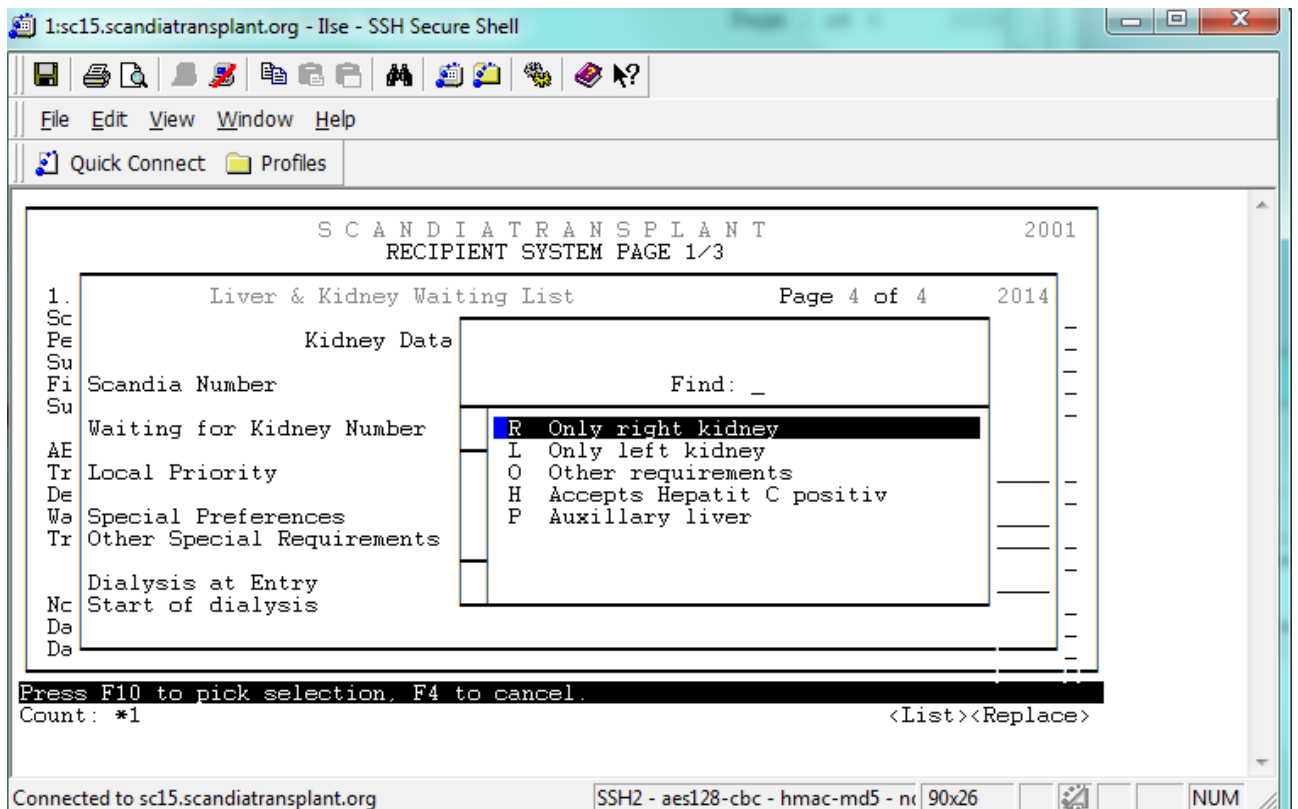 1:sc15.scandiatransplant.org - Ilse - SSH Secure Shell
File Edit View Window Help
Quick Connect Profiles
S C A N D I A T R A N S P L A N T 2001
RECIPIENT SYSTEM PAGE 1/3
1. Liver & Kidney Waiting List Page 4 of 4 2014
Sc
Pe Kidney Data
Su
Fi Scandia Number Find: _
Su
Waiting for Kidney Number R Only right kidney
AE L Only left kidney
Tr Local Priority O Other requirements
De H Accepts Hepatit C positiv
Wa Special Preferences P Auxillary liver
Tr Other Special Requirements
Dialysis at Entry
Nc Start of dialysis
Da
Da
Press F10 to pick selection, F4 to cancel.
Count: *1 <List><Replace>
Connected to sc15.scandiatransplant.org SSH2 - aes128-cbc - hmac-md5 - 90x26 NUM